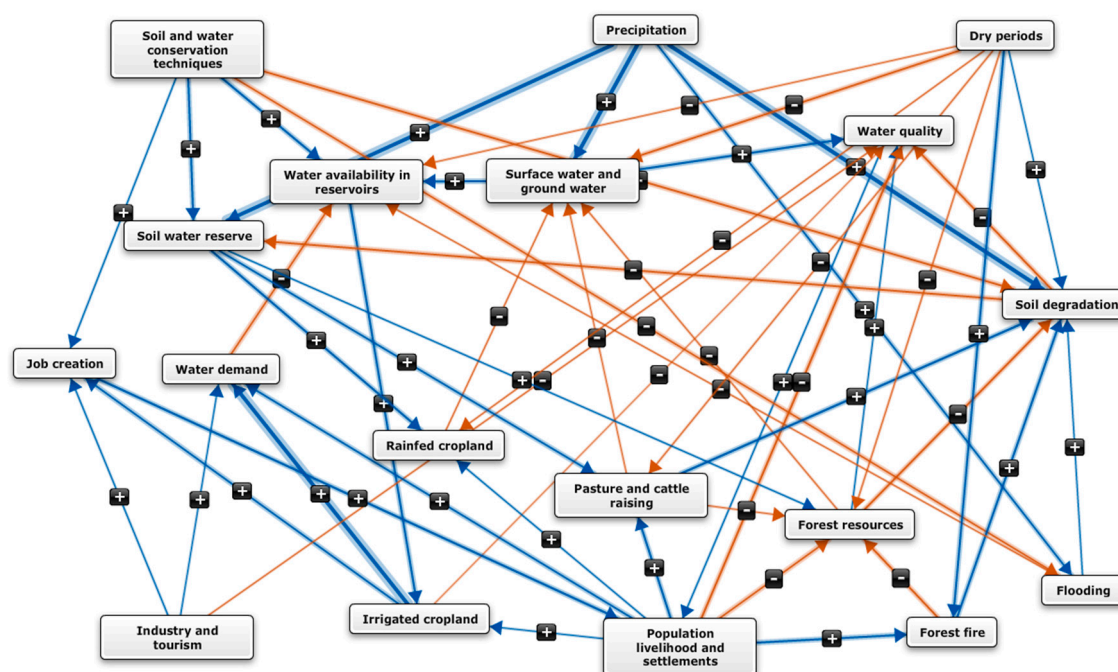 Soil and water
conservation
techniques
Precipitation
Dry periods
Water quality
Water availability in
reservoirs
Surface water and
ground water
Soil water reserve
Soil degradation
Job creation
Water demand
Rainfed cropland
Pasture and cattle
raising
Forest resources
Flooding
Irrigated cropland
Industry and
tourism
Population
livelihood and
settlements
Forest fire